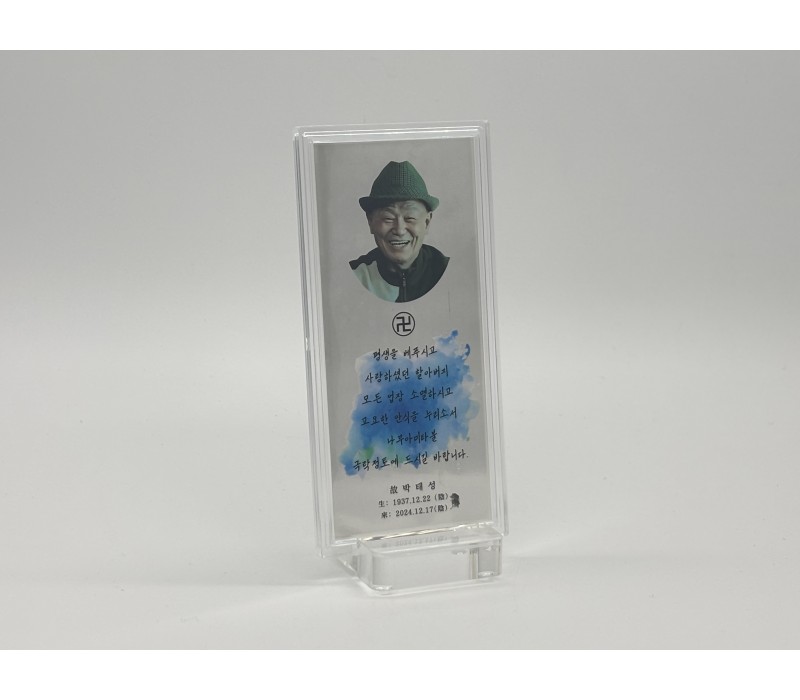 卍
평생을 베푸시고
사랑하셨던 할아버지
모든 업장 소멸하시고
고요한 안식을 누리소서
나무아미타불
극락정토에 드시길 바랍니다.
故 박 태 성
生: 1937.12.22 (陰)
來: 2024.12.17(陰)